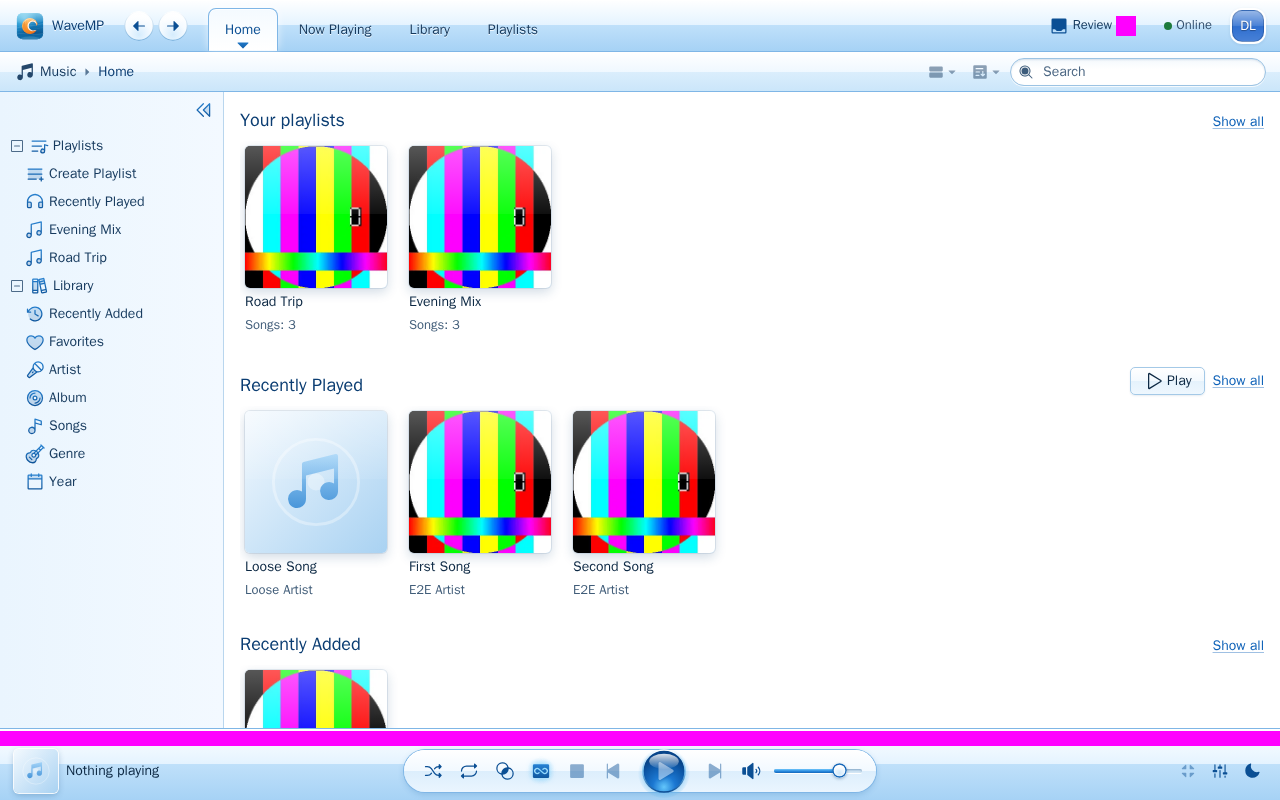 WaveMP
Home
Now Playing
Library
Playlists
Review
Online
DL
Music
Home
Search
Playlists
Create Playlist
Recently Played
Evening Mix
Road Trip
Library
Recently Added
Favorites
Artist
Album
Songs
Genre
Year
Your playlists
Show all
Road Trip
Songs: 3
Evening Mix
Songs: 3
Recently Played
Play
Show all
Loose Song
Loose Artist
First Song
E2E Artist
Second Song
E2E Artist
Recently Added
Show all
Nothing playing